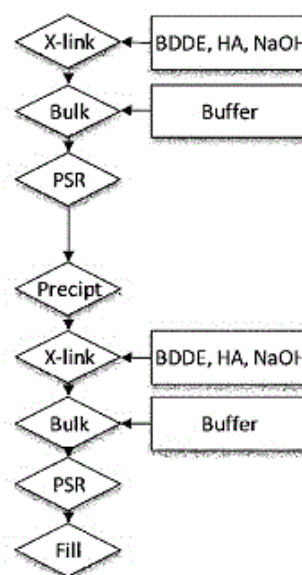 X-link BDDE, HA, NaOH
Bulk Buffer
PSR
Precipt
X-link BDDE, HA, NaOH
Bulk Buffer
PSR
Fill